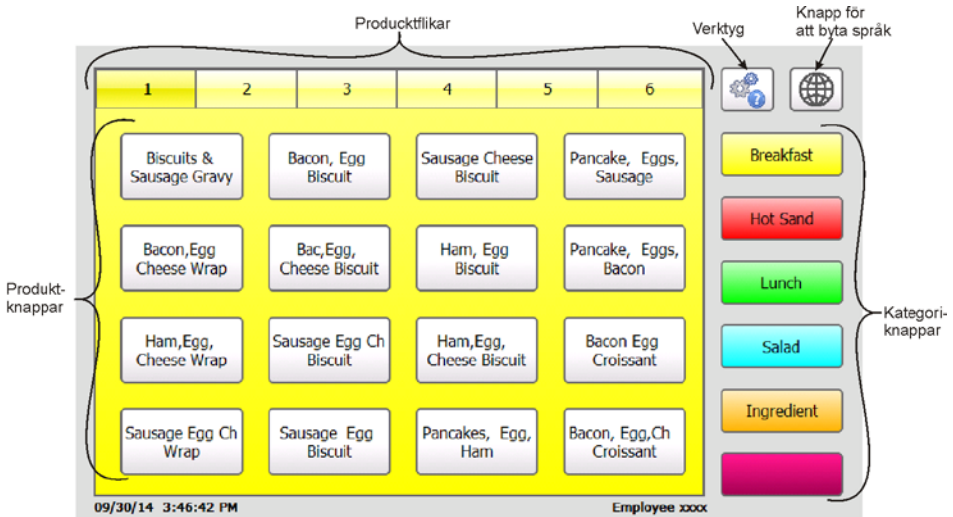 Producktflikar
Verktyg
Knapp för
att byta språk
1
2
3
4
5
6
Biscuits &
Sausage Gravy
Bacon, Egg
Biscuit
Sausage Cheese
Biscuit
Pancake, Eggs,
Sausage
Breakfast
Hot Sand
Bacon,Egg
Cheese Wrap
Bac,Egg,
Cheese Biscuit
Ham, Egg
Biscuit
Pancake, Eggs,
Bacon
Lunch
Produkt-
knappar
Kategori-
knappar
Ham,Egg,
Cheese Wrap
Sausage Egg Ch
Biscuit
Ham,Egg,
Cheese Biscuit
Bacon Egg
Croissant
Salad
Ingredient
Sausage Egg Ch
Wrap
Sausage Egg
Biscuit
Pancakes, Egg,
Ham
Bacon, Egg,Ch
Croissant
09/30/14 3:46:42 PM
Employee xxxx